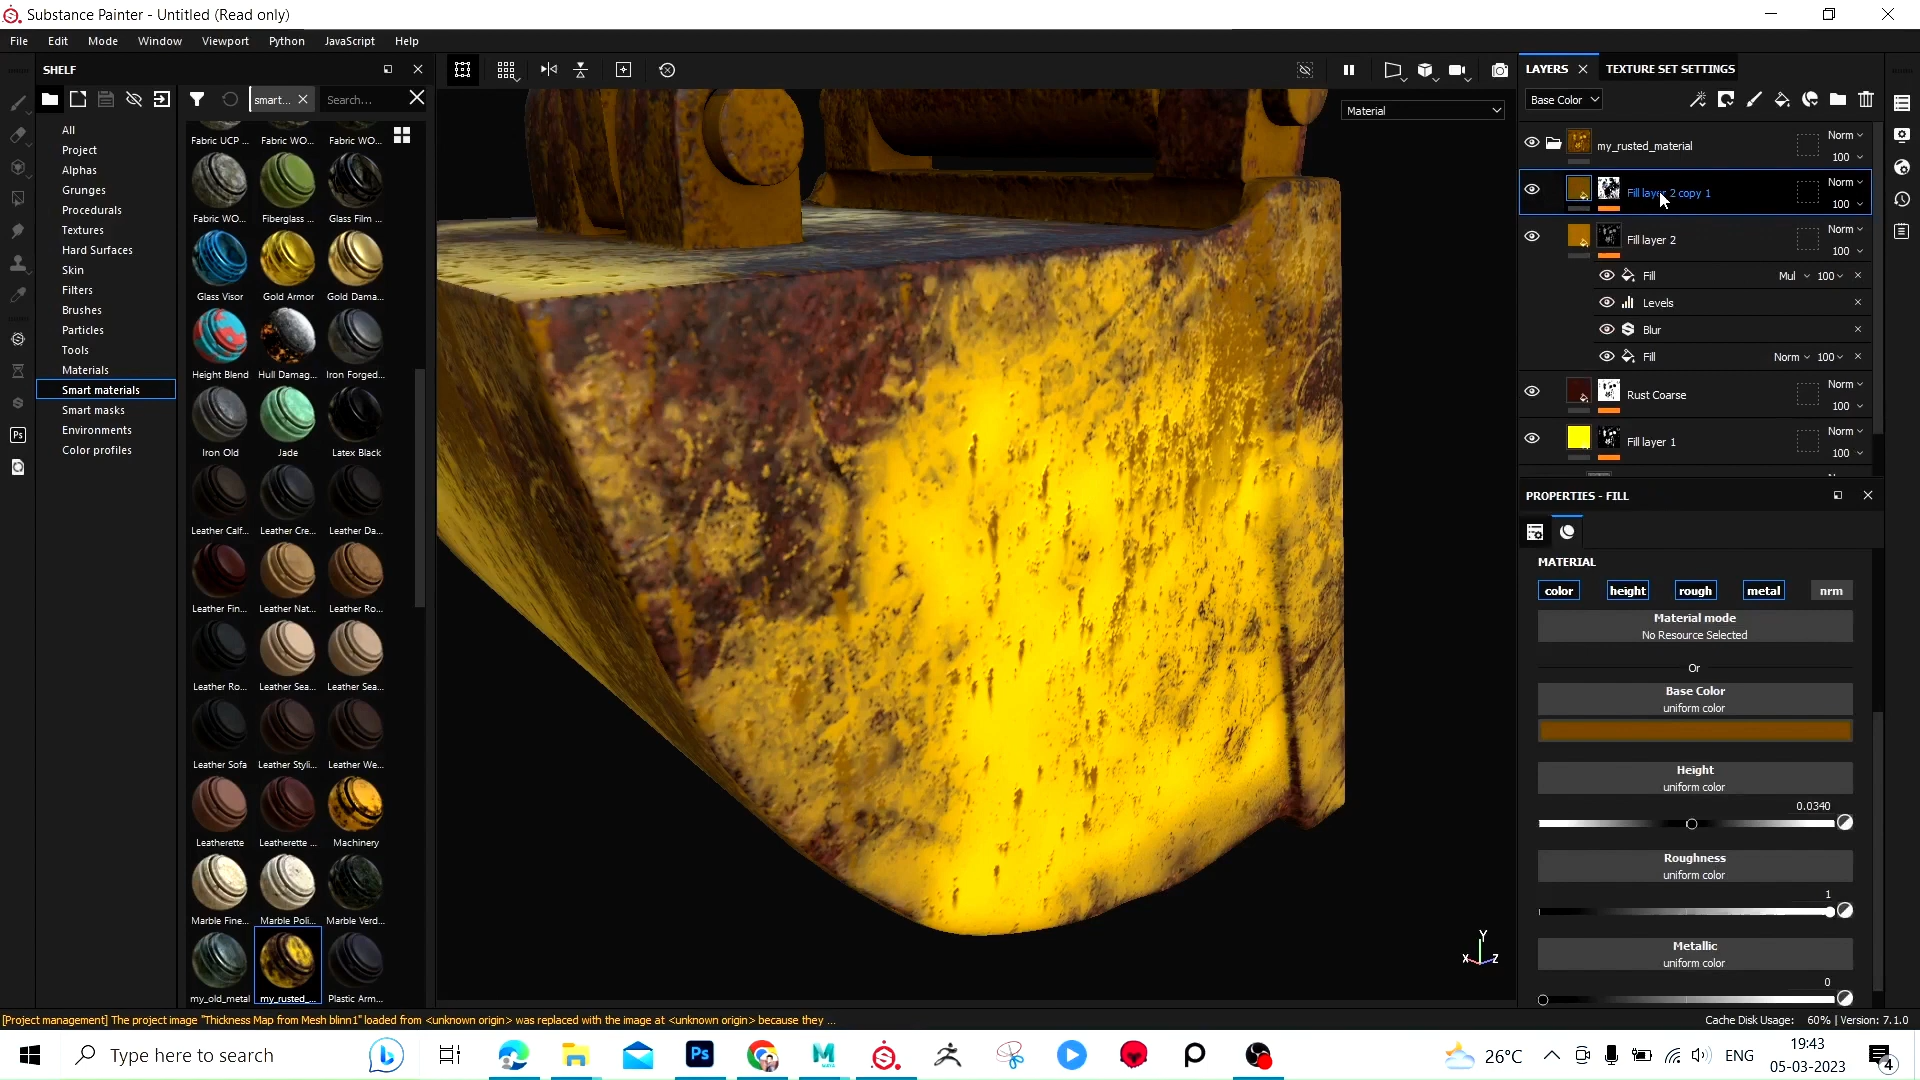 Substance Painter - Untitled (Read only)
File Edit Mode Window Viewport Python JavaScript Help
SHELF
smart... Search...
All
Project
Alphas
Grunges
Procedurals
Textures
Hard Surfaces
Skin
Filters
Brushes
Particles
Tools
Materials
Smart materials
Smart masks
Environments
Color profiles
Fabric UCP ... Fabric WO... Fabric WO...
Fabric WO... Fiberglass ... Glass Film ...
Glass Visor Gold Armor Gold Dama...
Height Blend Hull Damag... Iron Forged...
Iron Old Jade Latex Black
Leather Calf... Leather Cre... Leather Da...
Leather Fin... Leather Nat... Leather Ro...
Leather Ro... Leather Sea... Leather Sea...
Leather Sofa Leather Styli... Leather We...
Leatherette Leatherette ... Machinery
Marble Fine... Marble Poli... Marble Verd...
my_old_metal my_rusted_... Plastic Arm...
Material
Y
X Z
LAYERS TEXTURE SET SETTINGS
Base Color
my_rusted_material Norm 100
Fill layer 2 copy 1 Norm 100
Fill layer 2 Norm 100
Fill Mul 100
Levels
Blur
Fill Norm 100
Rust Coarse Norm 100
Fill layer 1 Norm 100
PROPERTIES - FILL
MATERIAL
color height rough metal nrm
Material mode
No Resource Selected
Or
Base Color
uniform color
Height
uniform color
0.0340
Roughness
uniform color
1
Metallic
uniform color
0
[Project management] The project image "Thickness Map from Mesh blinn1" loaded from <unknown origin> was replaced with the image at <unknown origin> because they ...
Cache Disk Usage: 60% | Version: 7.1.0
Type here to search
Ps
26°C
ENG
19:43
05-03-2023
4